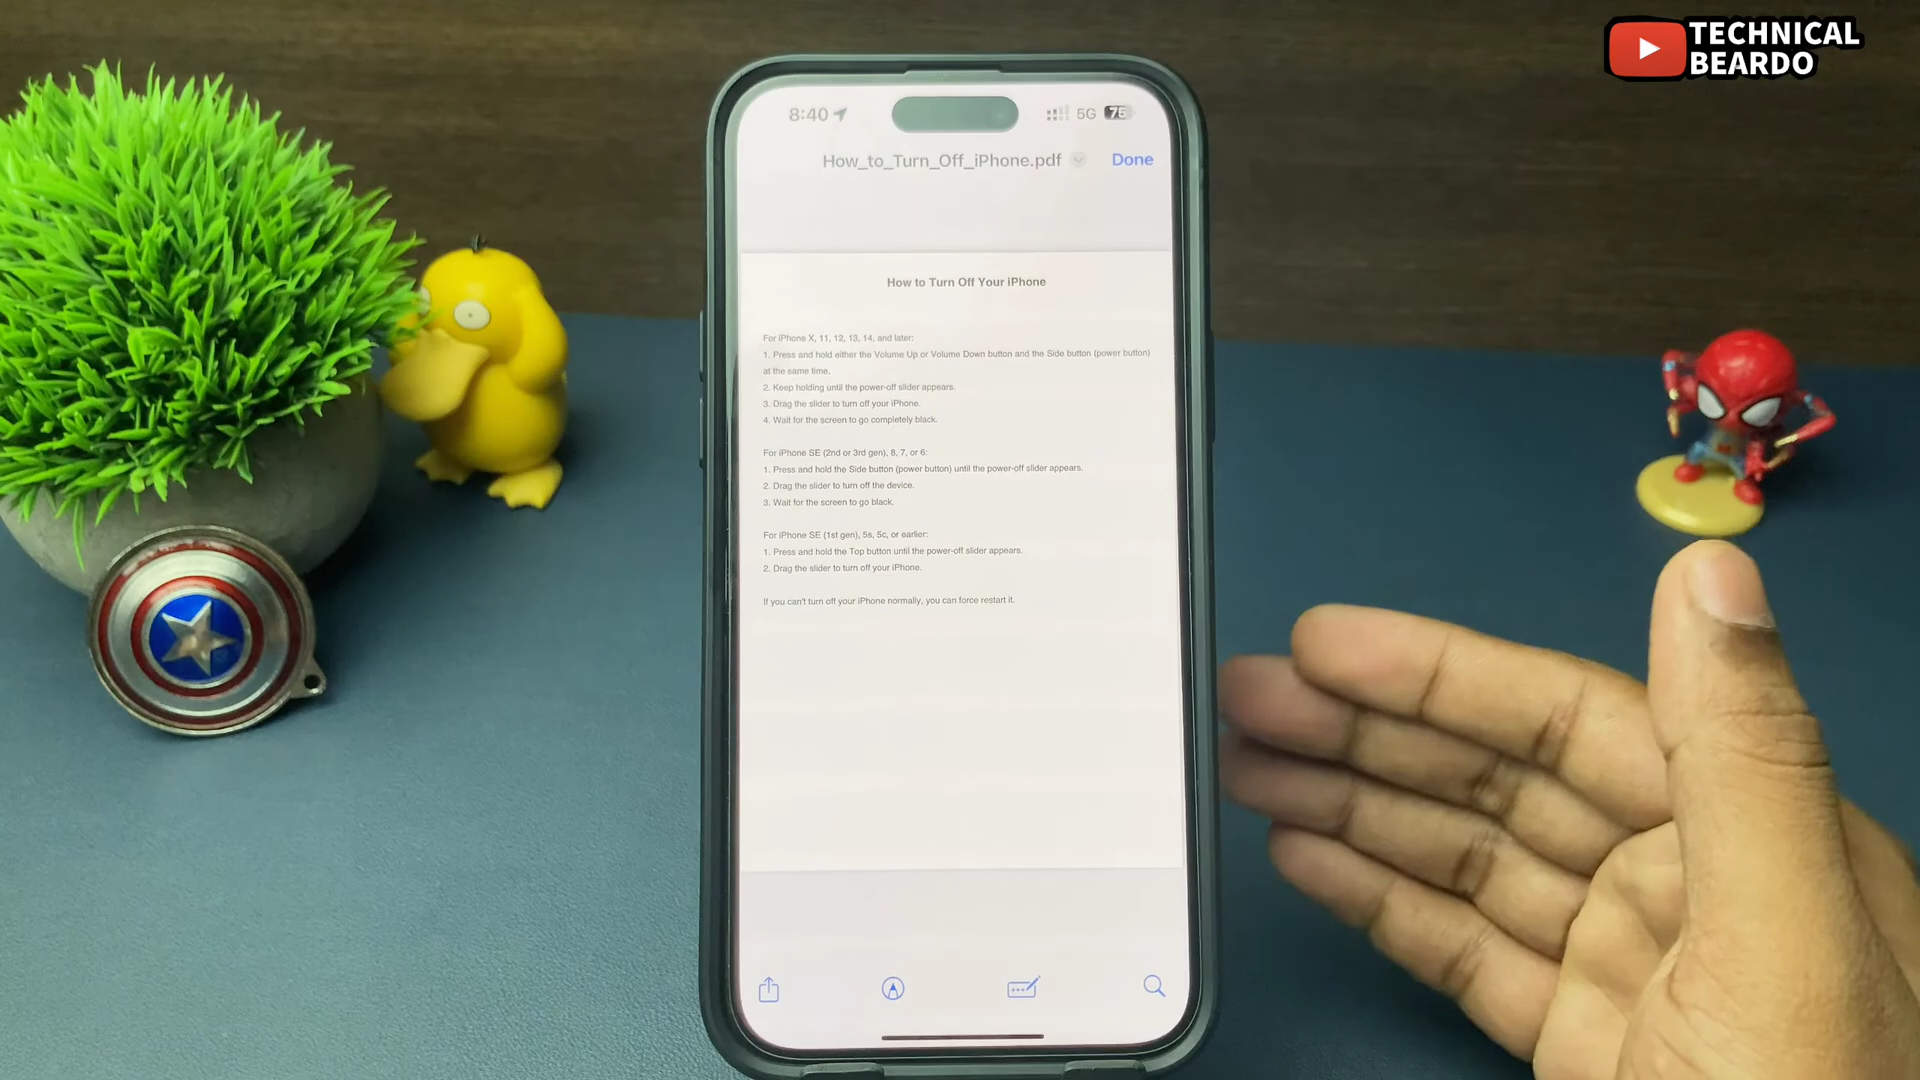 TECHNICAL
BEARDO
8:40
5G 75
How_to_Turn_Off_iPhone.pdf
Done
How to Turn Off Your iPhone
For iPhone X, 11, 12, 13, 14, and later:
1. Press and hold either the Volume Up or Volume Down button and the Side button (power button)
at the same time.
2. Keep holding until the power-off slider appears.
3. Drag the slider to turn off your iPhone.
4. Wait for the screen to go completely black.
For iPhone SE (2nd or 3rd gen), 8, 7, or 6:
1. Press and hold the Side button (power button) until the power-off slider appears.
2. Drag the slider to turn off the device.
3. Wait for the screen to go black.
For iPhone SE (1st gen), 5s, 5c, or earlier:
1. Press and hold the Top button until the power-off slider appears.
2. Drag the slider to turn off your iPhone.
If you can't turn off your iPhone normally, you can force restart it.